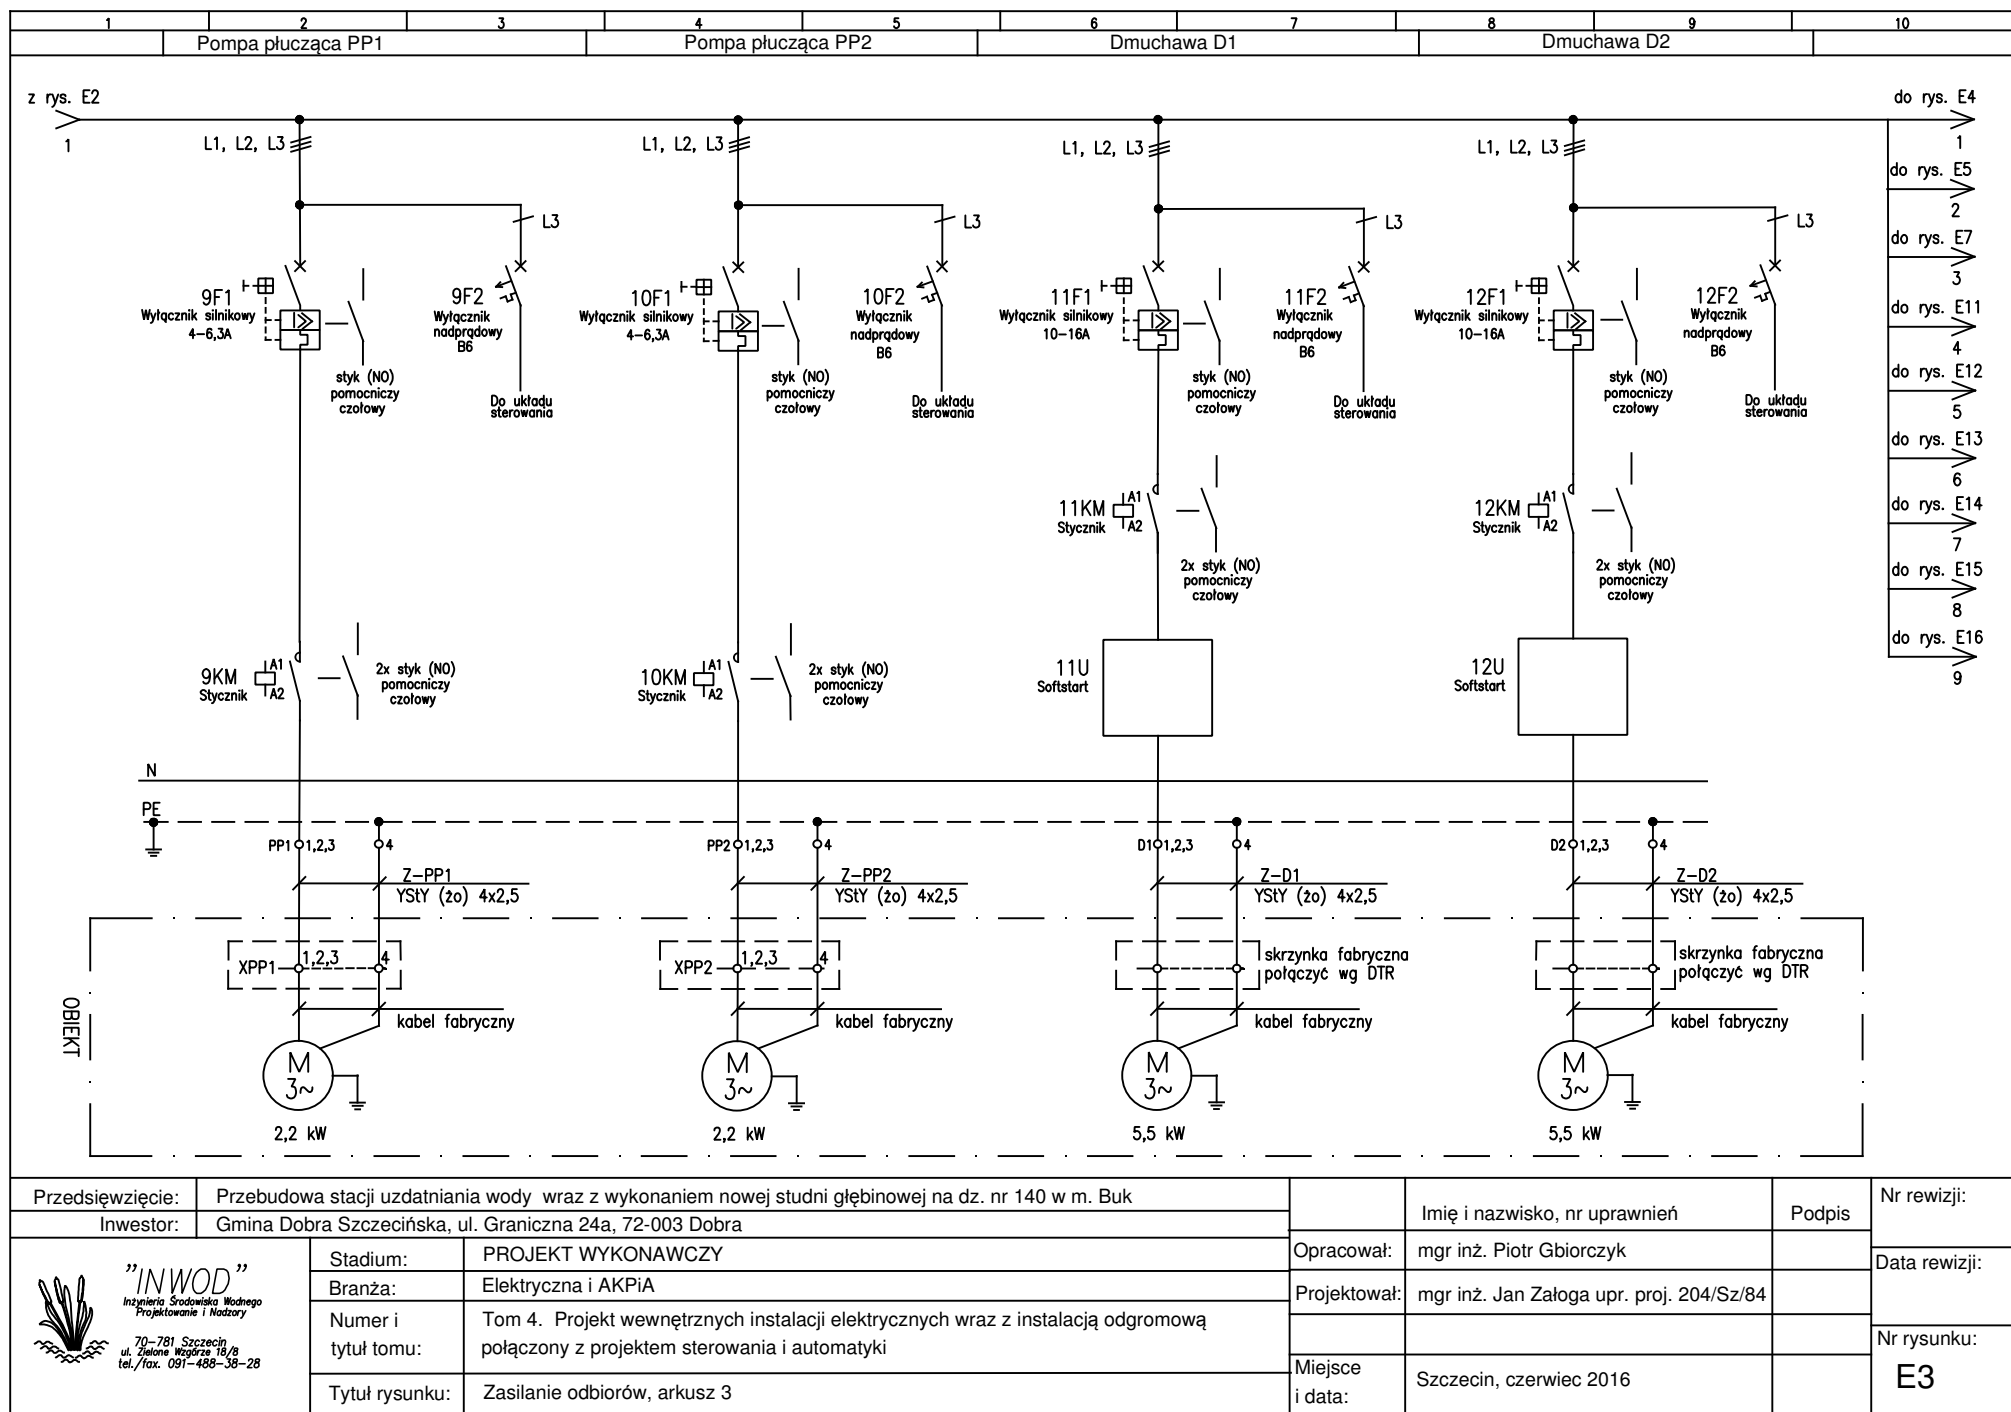 1 2 3 4 5 6 7 8 9 10
Pompa płucząca PP1 Pompa płucząca PP2 Dmuchawa D1 Dmuchawa D2
z rys. E2
1
L1, L2, L3
L3
9F1
Wyłącznik silnikowy
4-6,3A
styk (NO)
pomocniczy
czołowy
9F2
Wyłącznik
nadprądowy
B6
Do układu
sterowania
9KM
Stycznik
A1
A2
2x styk (NO)
pomocniczy
czołowy
L1, L2, L3
L3
10F1
Wyłącznik silnikowy
4-6,3A
styk (NO)
pomocniczy
czołowy
10F2
Wyłącznik
nadprądowy
B6
Do układu
sterowania
10KM
Stycznik
A1
A2
2x styk (NO)
pomocniczy
czołowy
L1, L2, L3
L3
11F1
Wyłącznik silnikowy
10-16A
styk (NO)
pomocniczy
czołowy
11F2
Wyłącznik
nadprądowy
B6
Do układu
sterowania
11KM
Stycznik
A1
A2
2x styk (NO)
pomocniczy
czołowy
11U
Softstart
L1, L2, L3
L3
12F1
Wyłącznik silnikowy
10-16A
styk (NO)
pomocniczy
czołowy
12F2
Wyłącznik
nadprądowy
B6
Do układu
sterowania
12KM
Stycznik
A1
A2
2x styk (NO)
pomocniczy
czołowy
12U
Softstart
do rys. E4
1
do rys. E5
2
do rys. E7
3
do rys. E11
4
do rys. E12
5
do rys. E13
6
do rys. E14
7
do rys. E15
8
do rys. E16
9
N
PE
PP1 1,2,3 4
Z-PP1
YStY (żo) 4x2,5
XPP1 1,2,3 4
kabel fabryczny
M
3~
2,2 kW
PP2 1,2,3 4
Z-PP2
YStY (żo) 4x2,5
XPP2 1,2,3 4
kabel fabryczny
M
3~
2,2 kW
D1 1,2,3 4
Z-D1
YStY (żo) 4x2,5
skrzynka fabryczna
połączyć wg DTR
kabel fabryczny
M
3~
5,5 kW
D2 1,2,3 4
Z-D2
YStY (żo) 4x2,5
skrzynka fabryczna
połączyć wg DTR
kabel fabryczny
M
3~
5,5 kW
OBIEKT
Przedsięwzięcie: Przebudowa stacji uzdatniania wody wraz z wykonaniem nowej studni głębinowej na dz. nr 140 w m. Buk
Inwestor: Gmina Dobra Szczecińska, ul. Graniczna 24a, 72-003 Dobra
"INWOD"
Inżynieria Środowiska Wodnego
Projektowanie i Nadzory
70-781 Szczecin
ul. Zielone Wzgórze 18/8
tel./fax. 091-488-38-28
Stadium: PROJEKT WYKONAWCZY
Branża: Elektryczna i AKPiA
Numer i
tytuł tomu:
Tom 4. Projekt wewnętrznych instalacji elektrycznych wraz z instalacją odgromową
połączony z projektem sterowania i automatyki
Tytuł rysunku: Zasilanie odbiorów, arkusz 3
Imię i nazwisko, nr uprawnień Podpis
Opracował: mgr inż. Piotr Gbiorczyk
Projektował: mgr inż. Jan Załoga upr. proj. 204/Sz/84
Miejsce
i data:
Szczecin, czerwiec 2016
Nr rewizji:
Data rewizji:
Nr rysunku:
E3